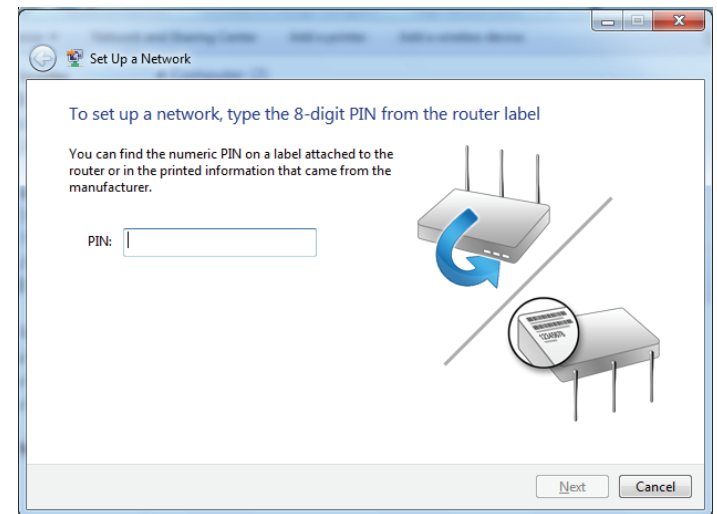 Set Up a Network
To set up a network, type the 8-digit PIN from the router label
You can find the numeric PIN on a label attached to the
router or in the printed information that came from the
manufacturer.
PIN:
12345678
Next
Cancel